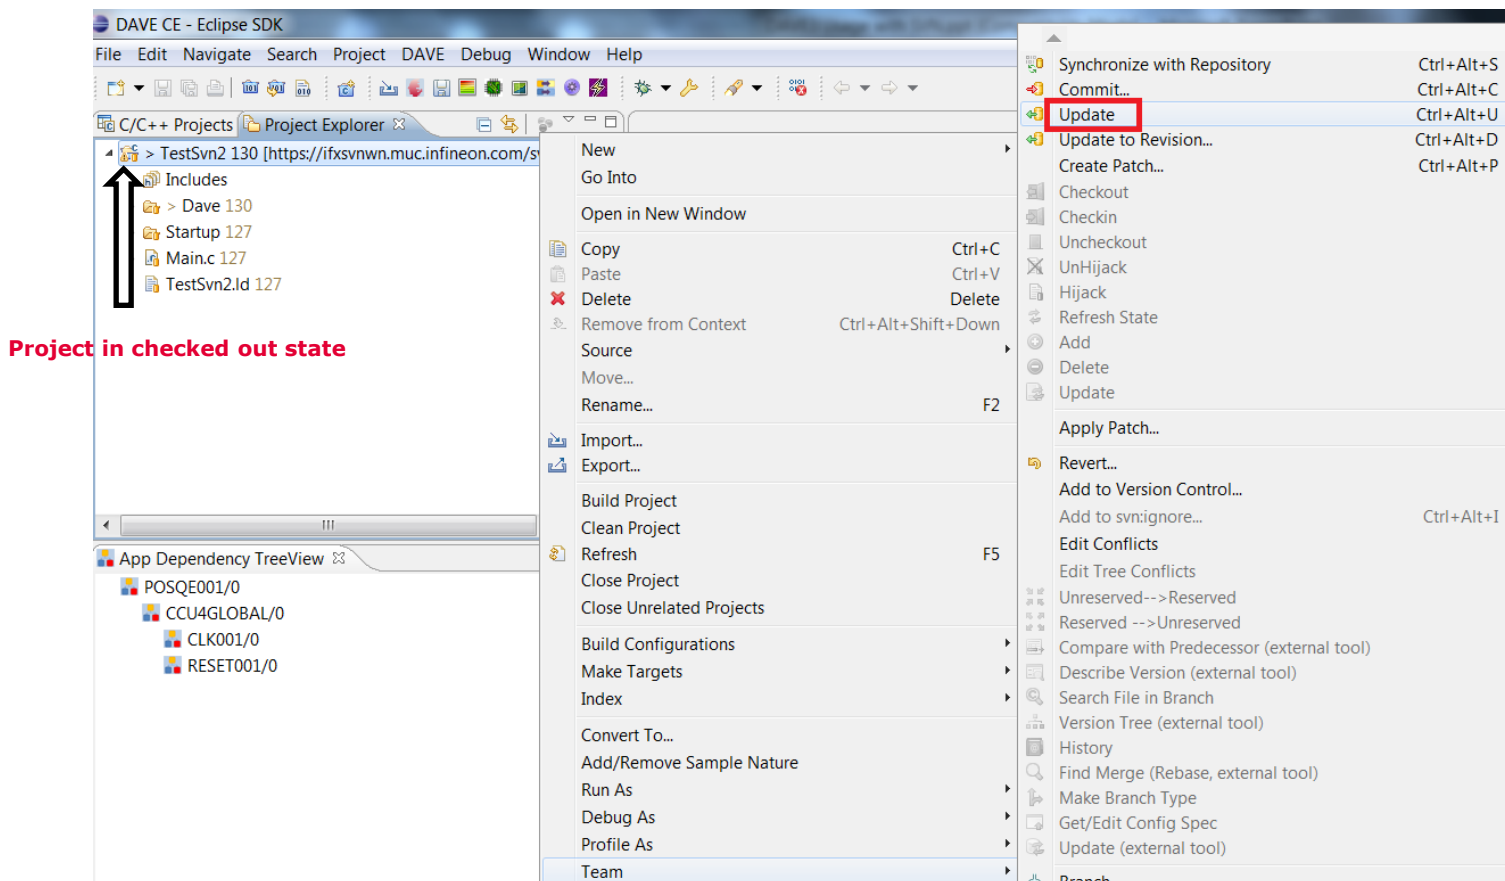 DAVE CE - Eclipse SDK
File Edit Navigate Search Project DAVE Debug Window Help
C/C++ Projects Project Explorer
> TestSvn2 130 [https://ifxsvnwn.muc.infineon.com/s
Includes
> Dave 130
Startup 127
Main.c 127
TestSvn2.ld 127
Project in checked out state
App Dependency TreeView
POSQE001/0
CCU4GLOBAL/0
CLK001/0
RESET001/0
New
Go Into
Open in New Window
Copy Ctrl+C
Paste Ctrl+V
Delete Delete
Remove from Context Ctrl+Alt+Shift+Down
Source
Move...
Rename... F2
Import...
Export...
Build Project
Clean Project
Refresh F5
Close Project
Close Unrelated Projects
Build Configurations
Make Targets
Index
Convert To...
Add/Remove Sample Nature
Run As
Debug As
Profile As
Team
Synchronize with Repository Ctrl+Alt+S
Commit... Ctrl+Alt+C
Update Ctrl+Alt+U
Update to Revision... Ctrl+Alt+D
Create Patch... Ctrl+Alt+P
Checkout
Checkin
Uncheckout
UnHijack
Hijack
Refresh State
Add
Delete
Update
Apply Patch...
Revert...
Add to Version Control...
Add to svn:ignore... Ctrl+Alt+I
Edit Conflicts
Edit Tree Conflicts
Unreserved-->Reserved
Reserved -->Unreserved
Compare with Predecessor (external tool)
Describe Version (external tool)
Search File in Branch
Version Tree (external tool)
History
Find Merge (Rebase, external tool)
Make Branch Type
Get/Edit Config Spec
Update (external tool)
Branch